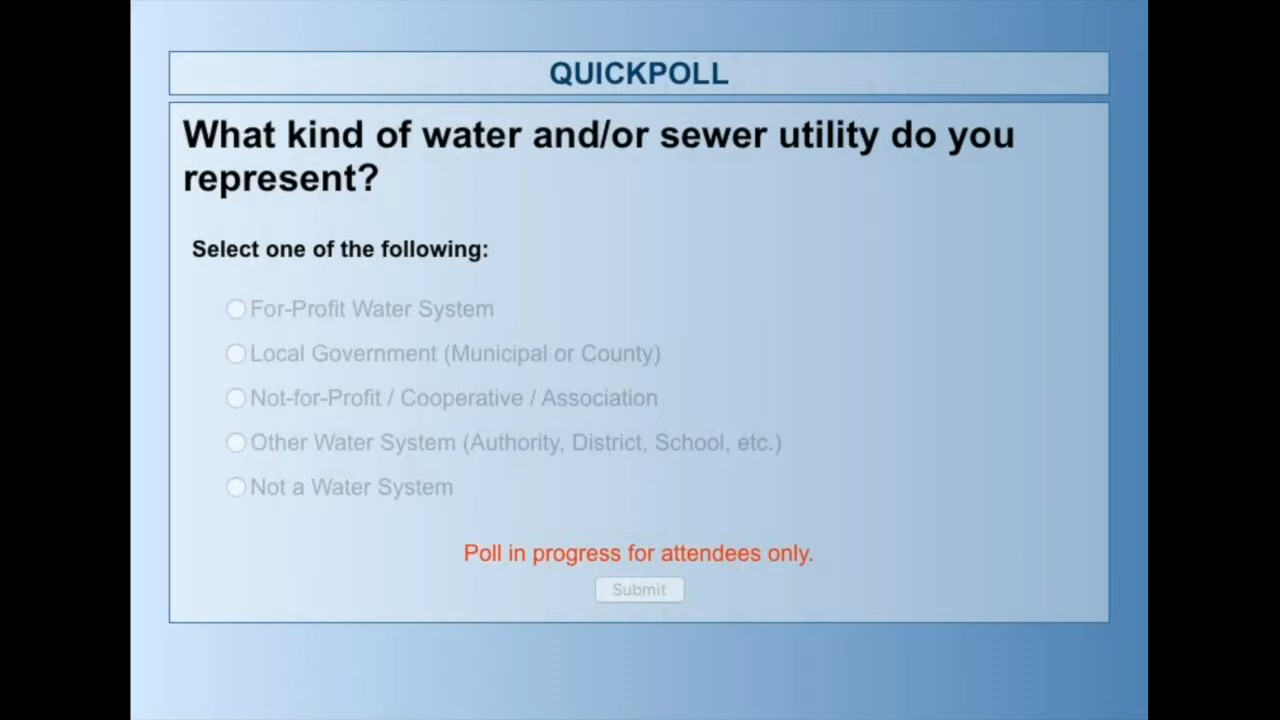 QUICKPOLL
What kind of water and/or sewer utility do you
represent?
Select one of the following:
For-Profit Water System
Local Government (Municipal or County)
Not-for-Profit / Cooperative / Association
Other Water System (Authority, District, School, etc.)
Not a Water System
Poll in progress for attendees only.
Submit